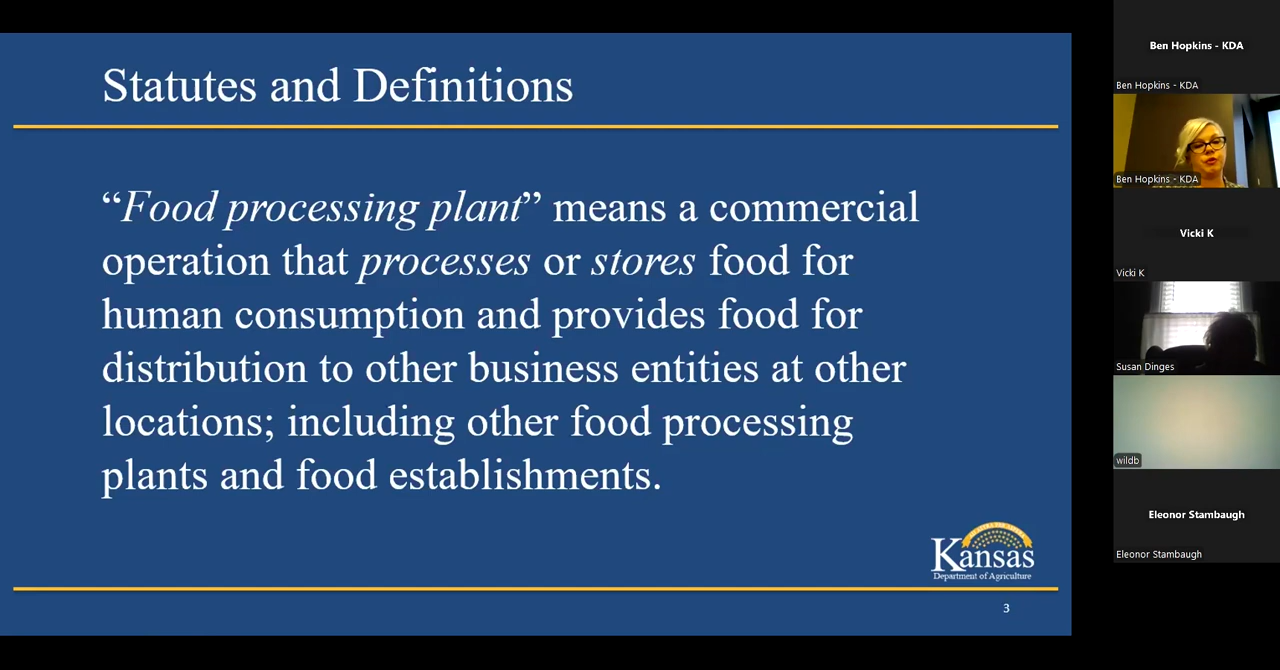 Statutes and Definitions
“Food processing plant” means a commercial
operation that processes or stores food for
human consumption and provides food for
distribution to other business entities at other
locations; including other food processing
plants and food establishments.
Kansas
Department of Agriculture
3
Ben Hopkins - KDA
Ben Hopkins - KDA
Ben Hopkins - KDA
Vicki K
Vicki K
Susan Dinges
wildb
Eleonor Stambaugh
Eleonor Stambaugh